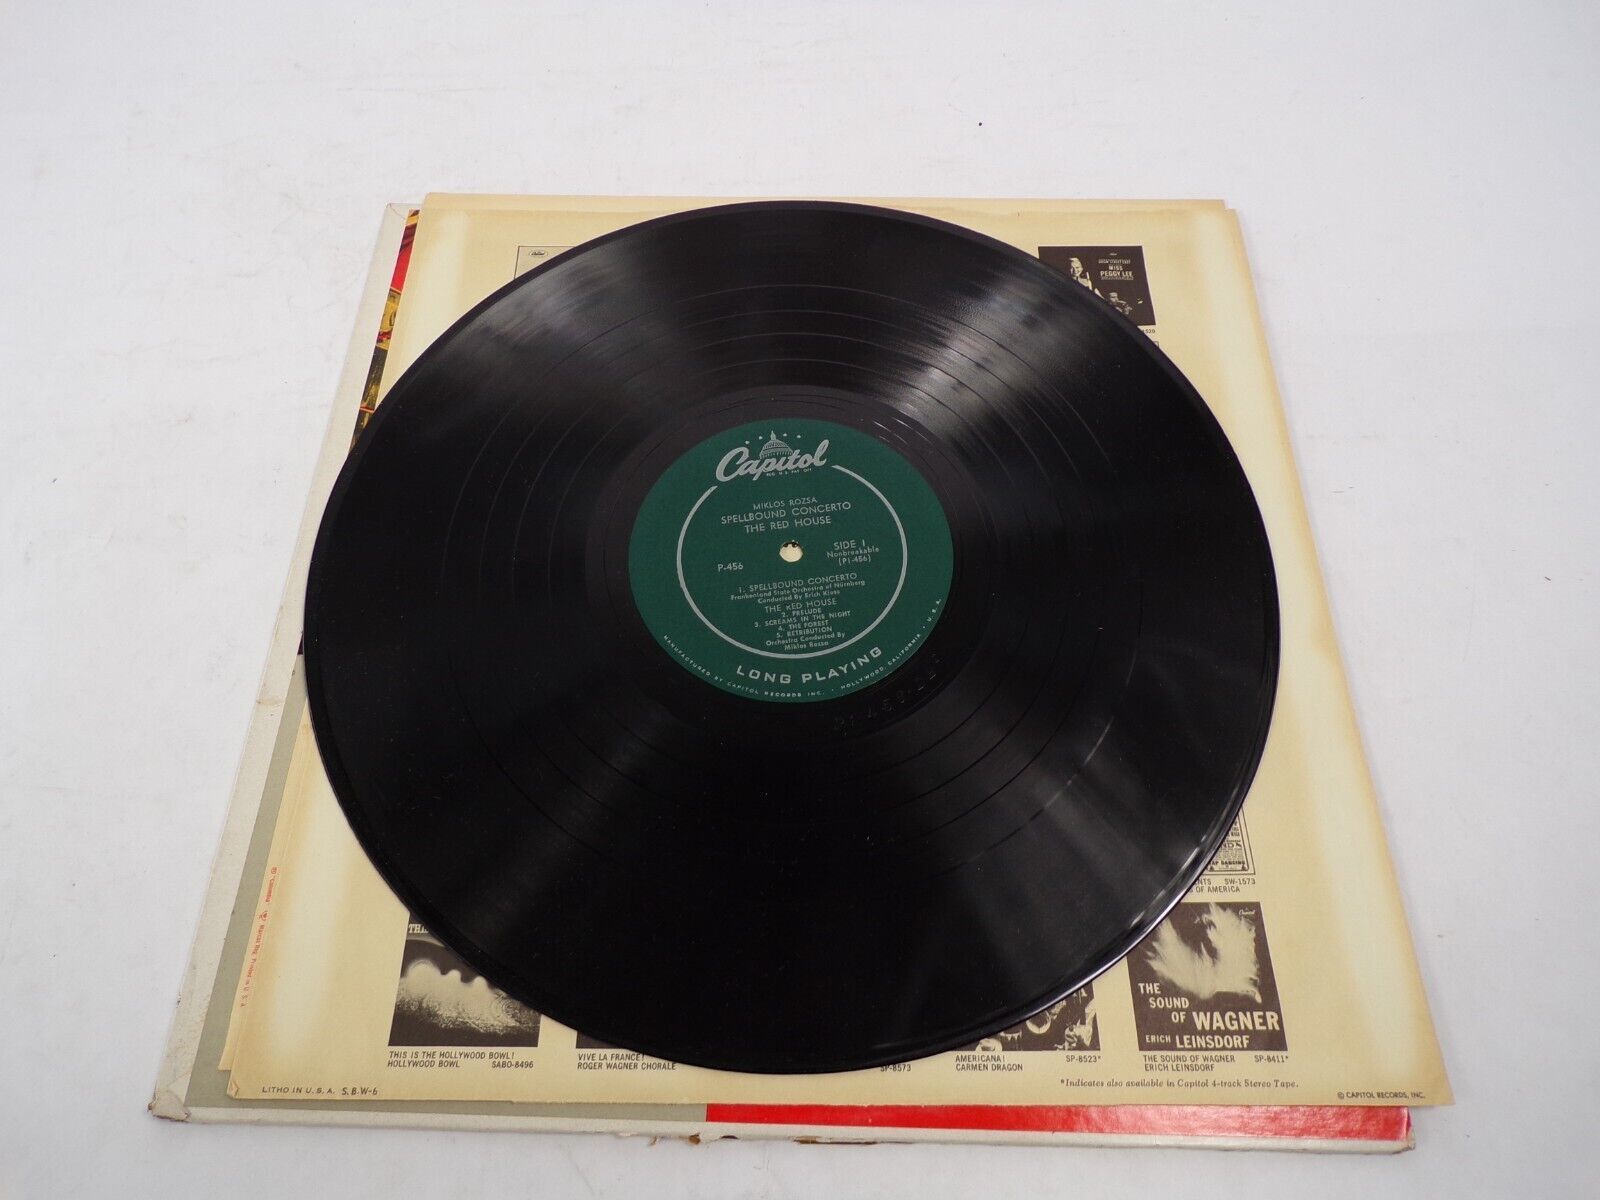 Capitol
REG. U.S. PAT. OFF.
MIKLOS ROZSA
SPELLBOUND CONCERTO
THE RED HOUSE
P-456
SIDE 1
Nonbreakable
(P1-456)
1. SPELLBOUND CONCERTO
Frankenland State Orchestra of Nürnberg
Conducted By Erich Kloss
THE RED HOUSE
2. PRELUDE
3. SCREAMS IN THE NIGHT
4. THE FOREST
5. RETRIBUTION
Orchestra Conducted By
Miklos Rozsa
LONG PLAYING
MANUFACTURED BY CAPITOL RECORDS INC. • HOLLYWOOD, CALIFORNIA • U.S.A.
MISS
PEGGY LEE
SW-1573
OF AMERICA
THIS IS THE HOLLYWOOD BOWL!
HOLLYWOOD BOWL SABO-8496
VIVE LA FRANCE!
ROGER WAGNER CHORALE
SP-8573
AMERICANA! SP-8523*
CARMEN DRAGON
THE
SOUND
OF WAGNER
ERICH LEINSDORF
THE SOUND OF WAGNER SP-8411*
ERICH LEINSDORF
*Indicates also available in Capitol 4-track Stereo Tape.
LITHO IN U.S.A. S.B.W-6
© CAPITOL RECORDS, INC.